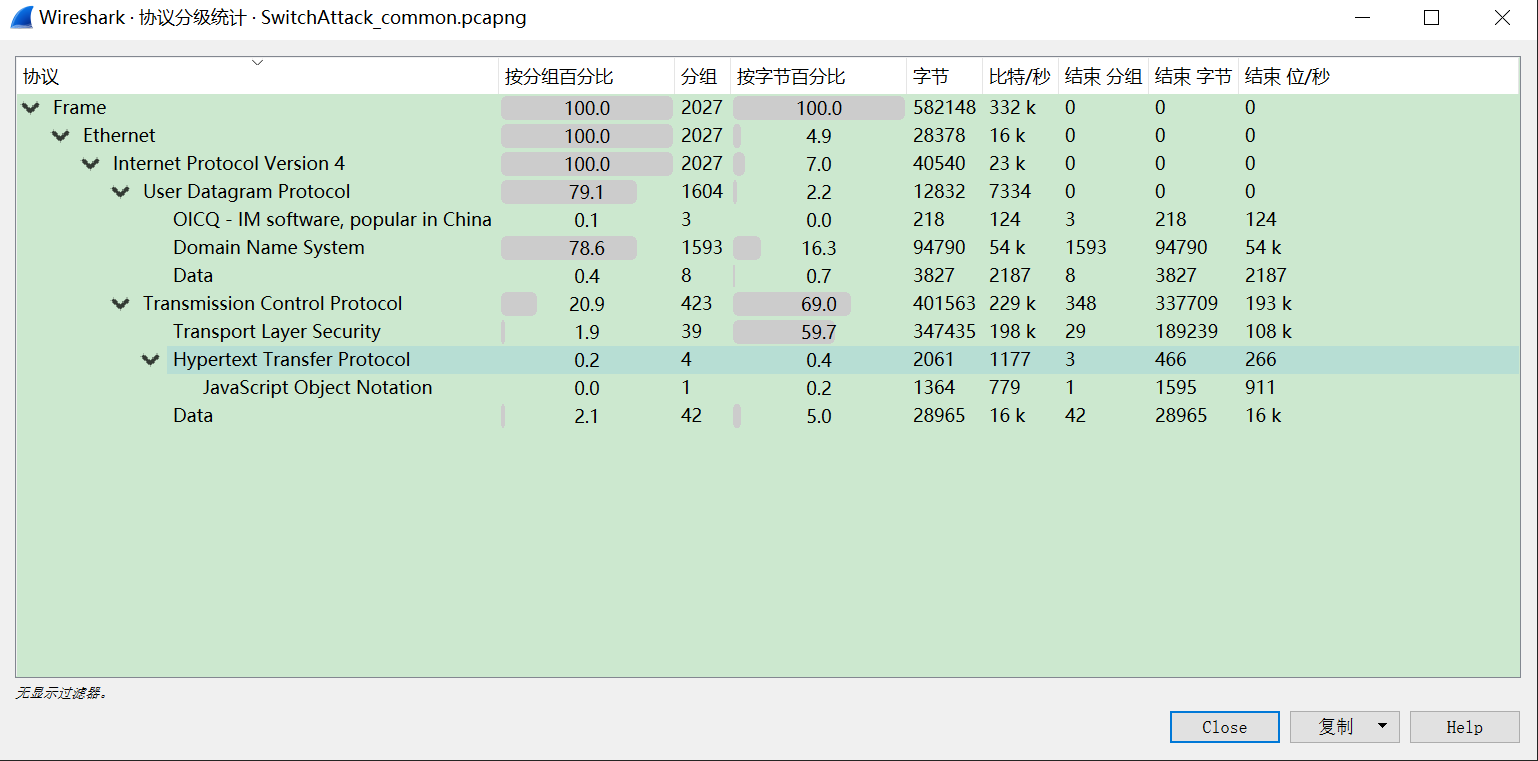 Wireshark · 协议分级统计 · SwitchAttack_common.pcapng
协议 按分组百分比 分组 按字节百分比 字节 比特/秒 结束 分组 结束 字节 结束 位/秒
Frame 100.0 2027 100.0 582148 332 k 0 0 0
Ethernet 100.0 2027 4.9 28378 16 k 0 0 0
Internet Protocol Version 4 100.0 2027 7.0 40540 23 k 0 0 0
User Datagram Protocol 79.1 1604 2.2 12832 7334 0 0 0
OICQ - IM software, popular in China 0.1 3 0.0 218 124 3 218 124
Domain Name System 78.6 1593 16.3 94790 54 k 1593 94790 54 k
Data 0.4 8 0.7 3827 2187 8 3827 2187
Transmission Control Protocol 20.9 423 69.0 401563 229 k 348 337709 193 k
Transport Layer Security 1.9 39 59.7 347435 198 k 29 189239 108 k
Hypertext Transfer Protocol 0.2 4 0.4 2061 1177 3 466 266
JavaScript Object Notation 0.0 1 0.2 1364 779 1 1595 911
Data 2.1 42 5.0 28965 16 k 42 28965 16 k
无显示过滤器。
Close 复制 Help